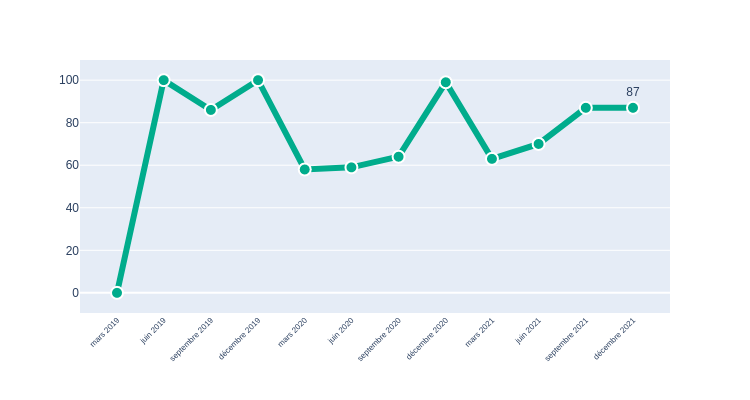 100
87
80
60
40
20
0
mars 2019
juin 2019
septembre 2019
décembre 2019
mars 2020
juin 2020
septembre 2020
décembre 2020
mars 2021
juin 2021
septembre 2021
décembre 2021